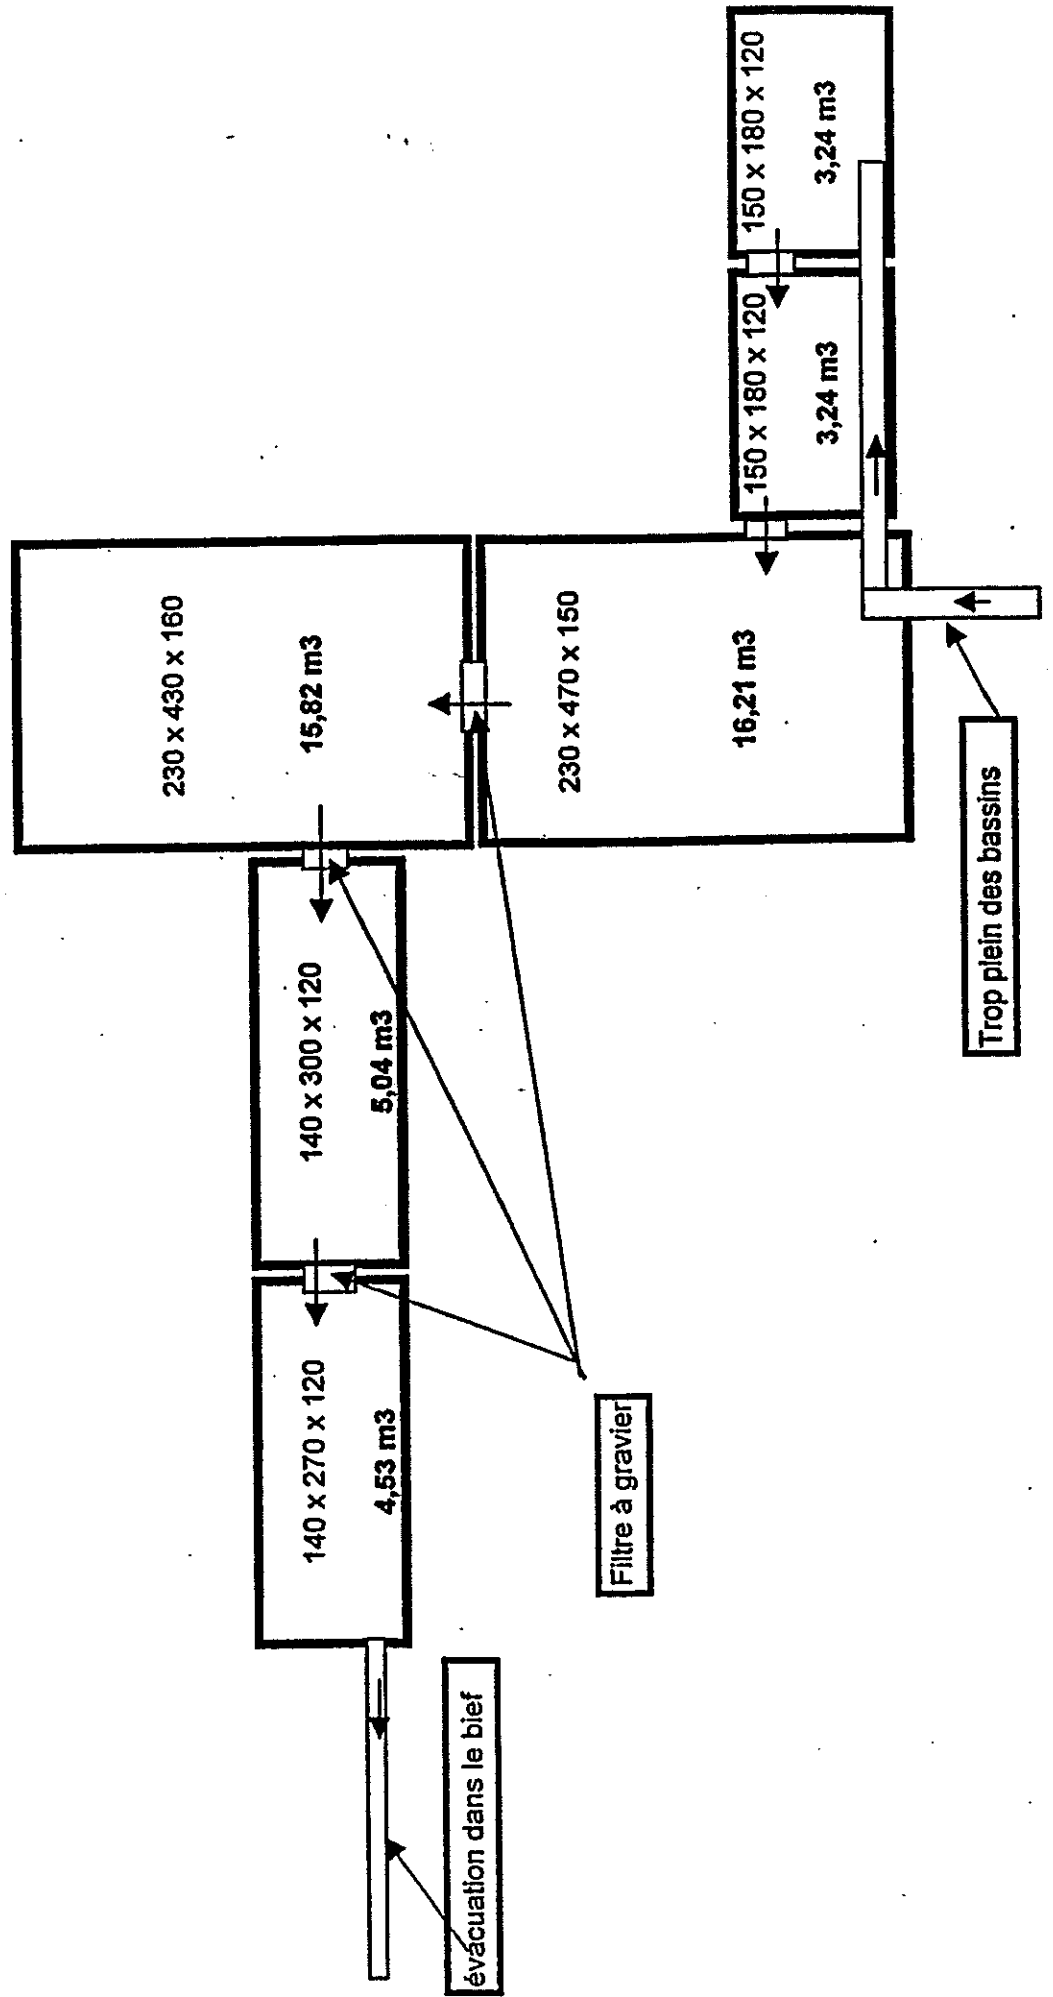 150 x 180 x 120
3,24 m3
150 x 180 x 120
3,24 m3
230 x 430 x 160
15,82 m3
230 x 470 x 150
16,21 m3
Trop plein des bassins
140 x 300 x 120
5,04 m3
140 x 270 x 120
4,53 m3
Filtre à gravier
évacuation dans le bief